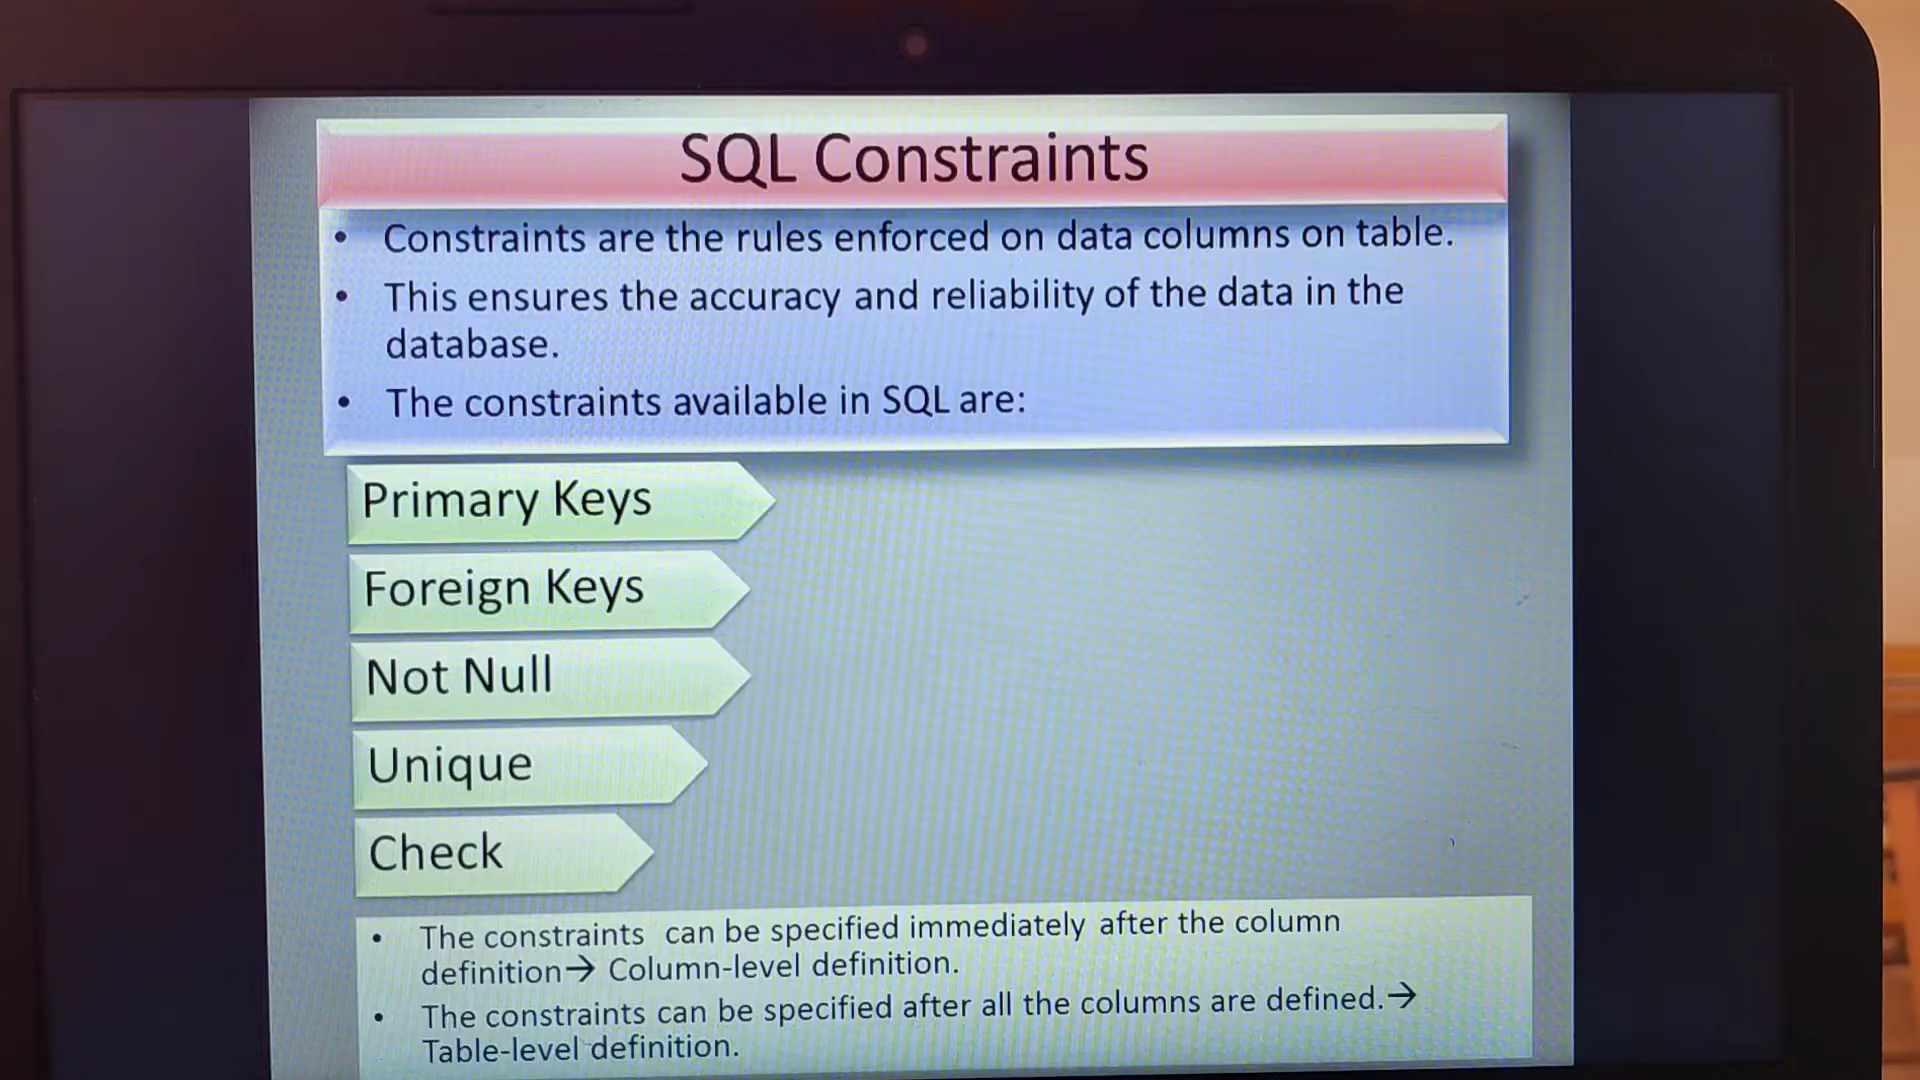 SQL Constraints
• Constraints are the rules enforced on data columns on table.
• This ensures the accuracy and reliability of the data in the
database.
• The constraints available in SQL are:
Primary Keys
Foreign Keys
Not Null
Unique
Check
• The constraints can be specified immediately after the column
definition→ Column-level definition.
• The constraints can be specified after all the columns are defined.→
Table-level definition.